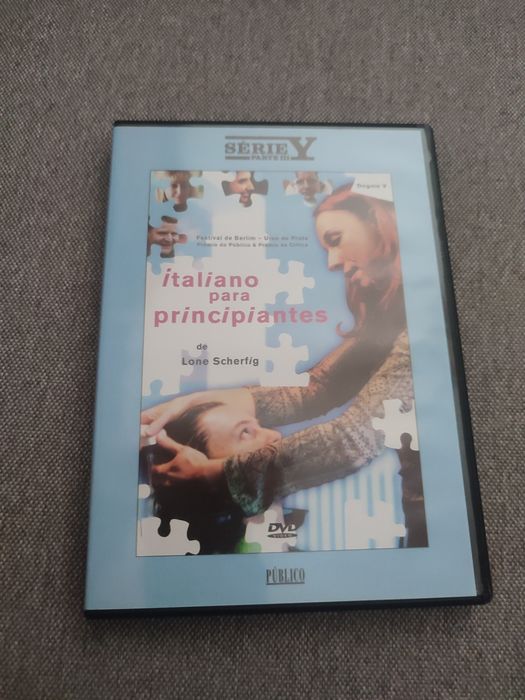 SÉRIE Y
PARTE III
Dogma V
Festival de Berlim - Urso de Prata
Prémio do Público & Prémio da Crítica
italiano
para
principiantes
de
Lone Scherfig
DVD
VIDEO
PÚBLICO